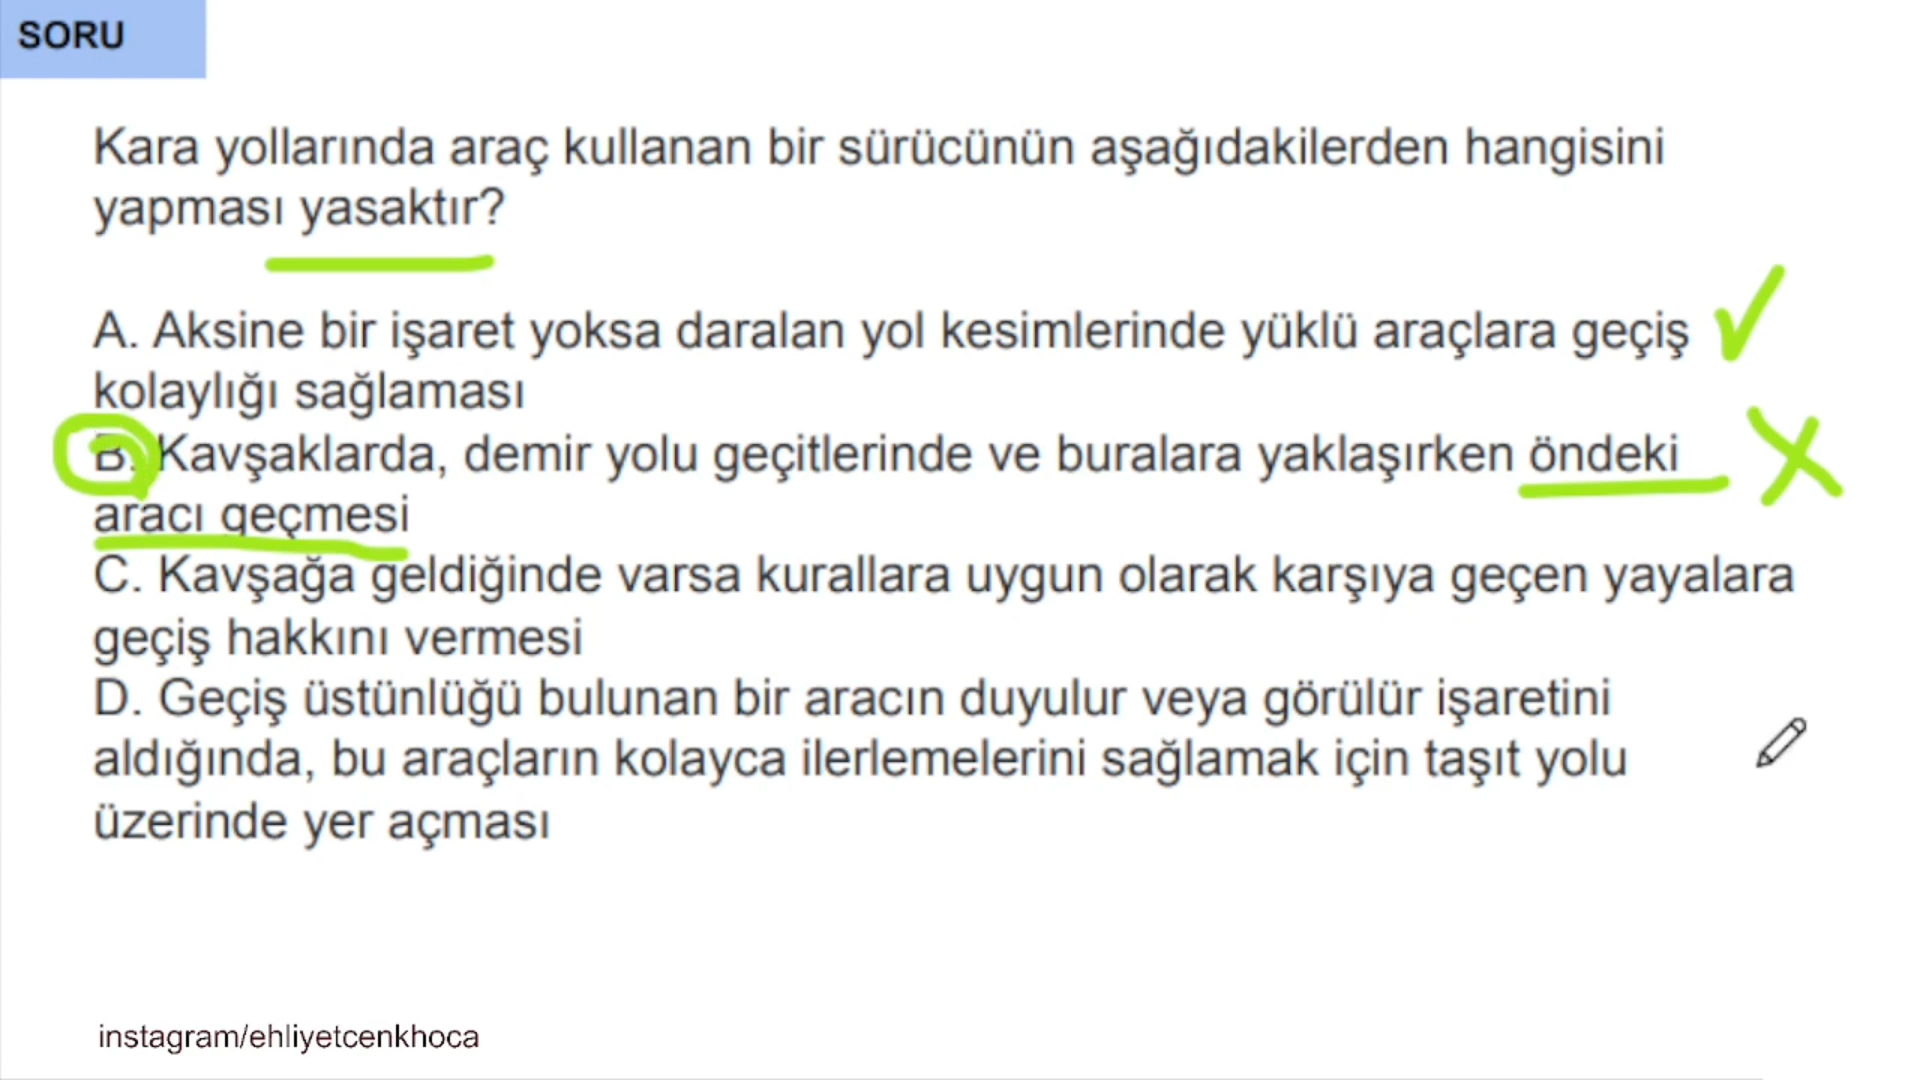 SORU
Kara yollarında araç kullanan bir sürücünün aşağıdakilerden hangisini
yapması yasaktır?
A. Aksine bir işaret yoksa daralan yol kesimlerinde yüklü araçlara geçiş
kolaylığı sağlaması
B. Kavşaklarda, demir yolu geçitlerinde ve buralara yaklaşırken öndeki
aracı geçmesi
C. Kavşağa geldiğinde varsa kurallara uygun olarak karşıya geçen yayalara
geçiş hakkını vermesi
D. Geçiş üstünlüğü bulunan bir aracın duyulur veya görülür işaretini
aldığında, bu araçların kolayca ilerlemelerini sağlamak için taşıt yolu
üzerinde yer açması
instagram/ehliyetcenkhoca